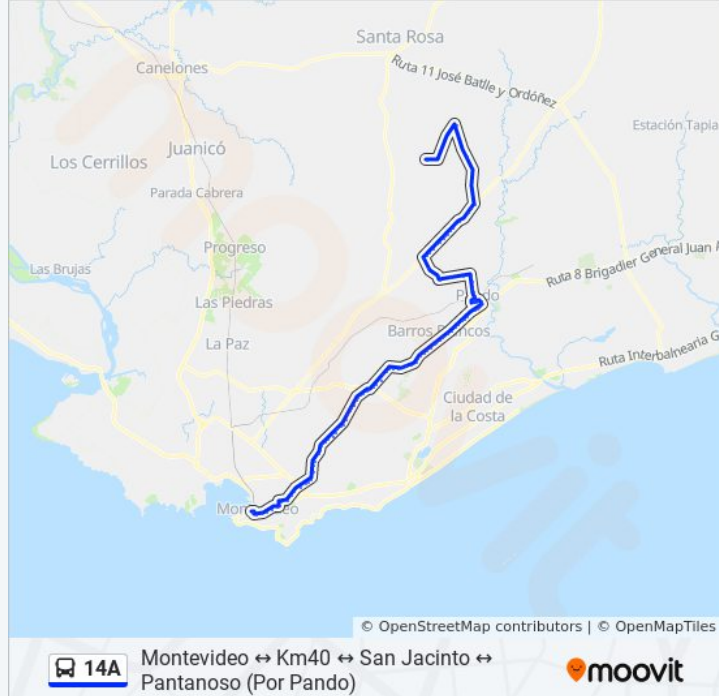 Santa Rosa
Canelones
Ruta 11 José Batlle y Ordóñez
Estación Tapia
Juanicó
Los Cerrillos
Parada Cabrera
Progreso
Las Brujas
Ruta 8 Brigadier General Juan A
Las Piedras
Barros Blancos
La Paz
Ruta Interbalnearia G
Ciudad de
la Costa
© OpenStreetMap contributors | © OpenMapTiles
14A
Montevideo ↔ Km40 ↔ San Jacinto ↔
Pantanoso (Por Pando)
moovit